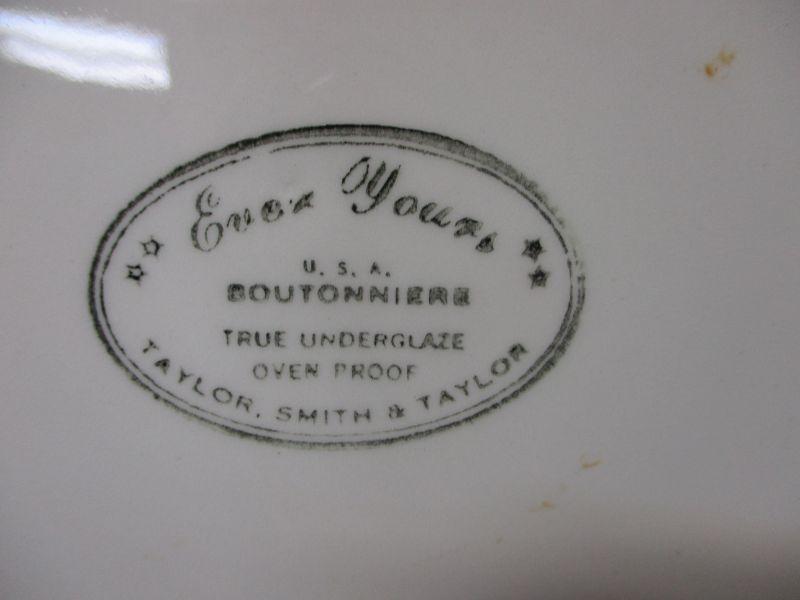 Ever Yours
U. S. A.
BOUTONNIERE
TRUE UNDERGLAZE
OVEN PROOF
TAYLOR, SMITH & TAYLOR